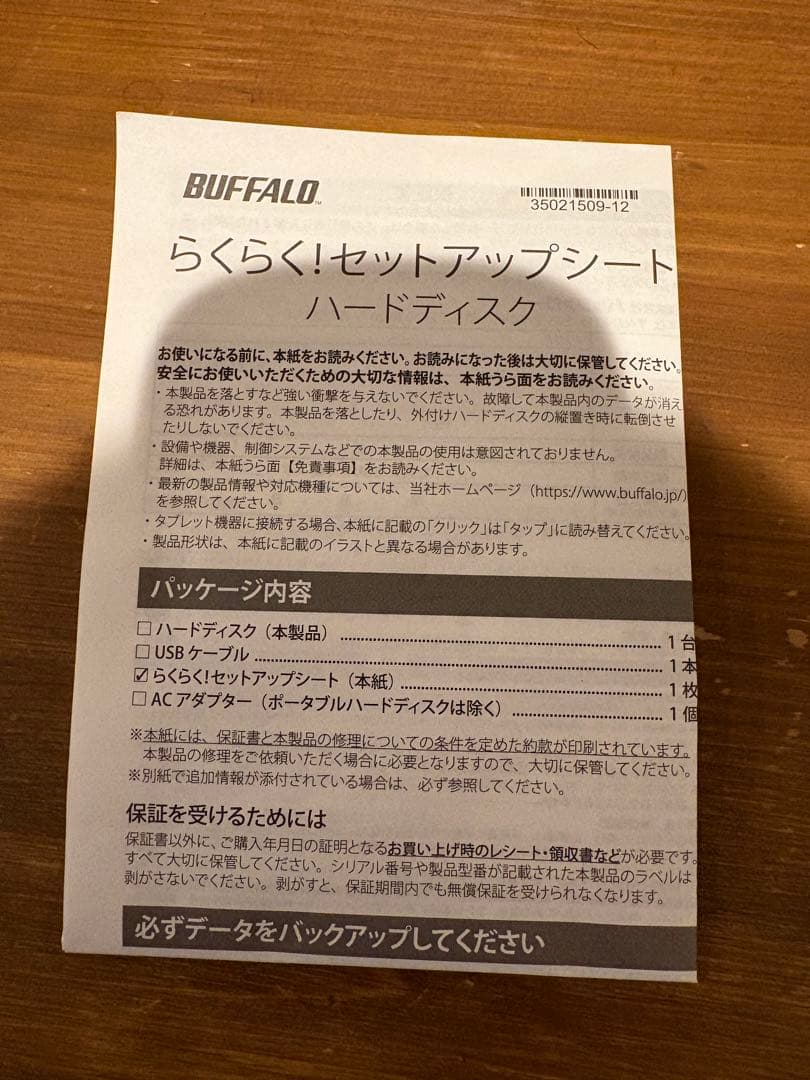 BUFFALO™
35021509-12
らくらく!セットアップシート
ハードディスク
お使いになる前に、本紙をお読みください。お読みになった後は大切に保管してください。
安全にお使いいただくための大切な情報は、本紙うら面をお読みください。
・本製品を落とすなど強い衝撃を与えないでください。故障して本製品内のデータが消え
る恐れがあります。本製品を落としたり、外付けハードディスクの縦置き時に転倒させ
たりしないでください。
・設備や機器、制御システムなどでの本製品の使用は意図されておりません。
詳細は、本紙うら面【免責事項】をお読みください。
・最新の製品情報や対応機種については、当社ホームページ(https://www.buffalo.jp/)
を参照してください。
・タブレット機器に接続する場合、本紙に記載の「クリック」は「タップ」に読み替えてください。
・製品形状は、本紙に記載のイラストと異なる場合があります。
パッケージ内容
□ ハードディスク(本製品) ........ 1台
□ USBケーブル ........ 1本
☑ らくらく!セットアップシート(本紙) ........ 1枚
□ ACアダプター(ポータブルハードディスクは除く) ........ 1個
※本紙には、保証書と本製品の修理についての条件を定めた約款が印刷されています。
本製品の修理をご依頼いただく場合に必要となりますので、大切に保管してください。
※別紙で追加情報が添付されている場合は、必ず参照してください。
保証を受けるためには
保証書以外に、ご購入年月日の証明となるお買い上げ時のレシート・領収書などが必要です。
すべて大切に保管してください。シリアル番号や製品型番が記載された本製品のラベルは
剥がさないでください。剥がすと、保証期間内でも無償保証を受けられなくなります。
必ずデータをバックアップしてください